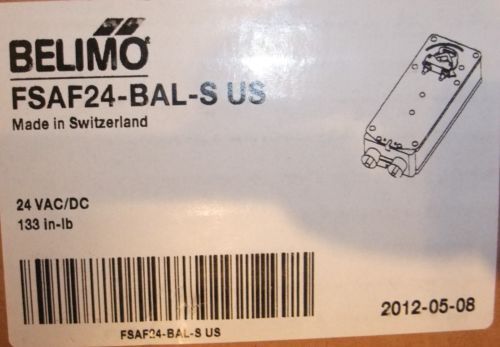 BELIMO
FSAF24-BAL-S US
Made in Switzerland
24 VAC/DC
133 in-lb
FSAF24-BAL-S US
2012-05-08